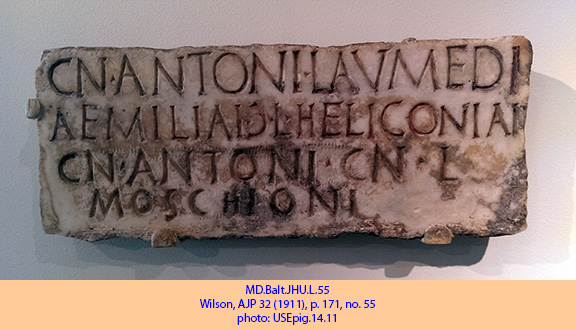 CN·ANTONI·LAVMEDI
AEMILIAI·Ɔ·L·HELICONIAI
CN·ANTONI·CN·L
MOSCHIONI
MD.Balt.JHU.L.55
Wilson, AJP 32 (1911), p. 171, no. 55
photo: USEpig.14.11